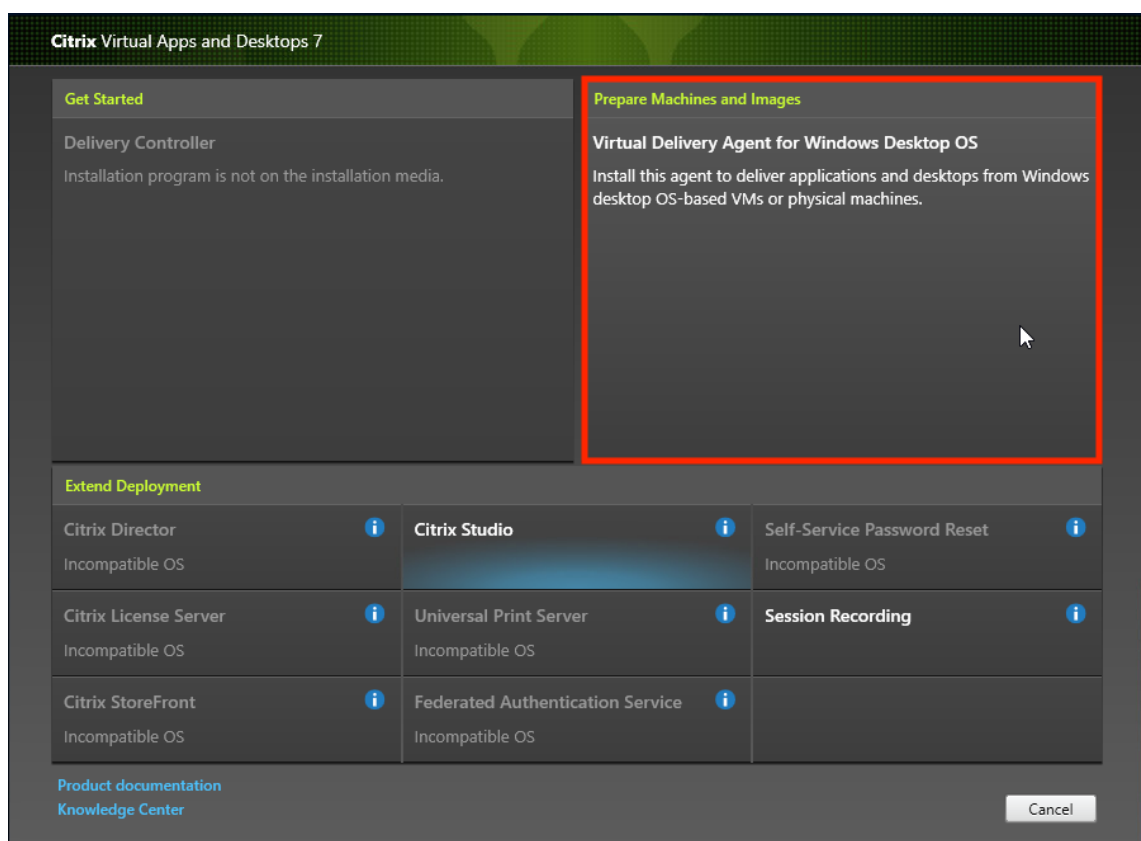 Citrix Virtual Apps and Desktops 7
Get Started
Delivery Controller
Installation program is not on the installation media.
Prepare Machines and Images
Virtual Delivery Agent for Windows Desktop OS
Install this agent to deliver applications and desktops from Windows
desktop OS-based VMs or physical machines.
Extend Deployment
Citrix Director
Incompatible OS
Citrix Studio
Self-Service Password Reset
Incompatible OS
Citrix License Server
Incompatible OS
Universal Print Server
Incompatible OS
Session Recording
Citrix StoreFront
Incompatible OS
Federated Authentication Service
Incompatible OS
Product documentation
Knowledge Center
Cancel